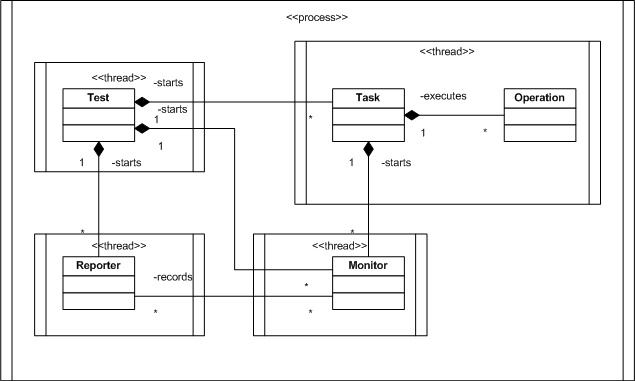 <<process>>
<<thread>>
<<thread>>
-starts
Test
Task
-executes
Operation
-starts
1
*
1
*
1
1
-starts
1
-starts
*
*
<<thread>>
<<thread>>
Reporter
Monitor
-records
*
*
*